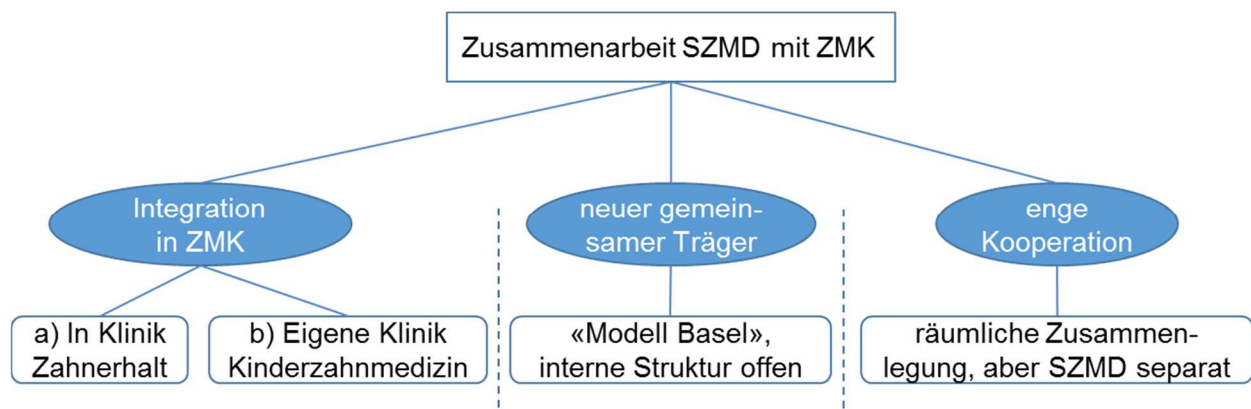 Zusammenarbeit SZMD mit ZMK
Integration
in ZMK
neuer gemein-
samer Träger
enge
Kooperation
a) In Klinik
Zahnerhalt
b) Eigene Klinik
Kinderzahnmedizin
«Modell Basel»,
interne Struktur offen
räumliche Zusammen-
legung, aber SZMD separat